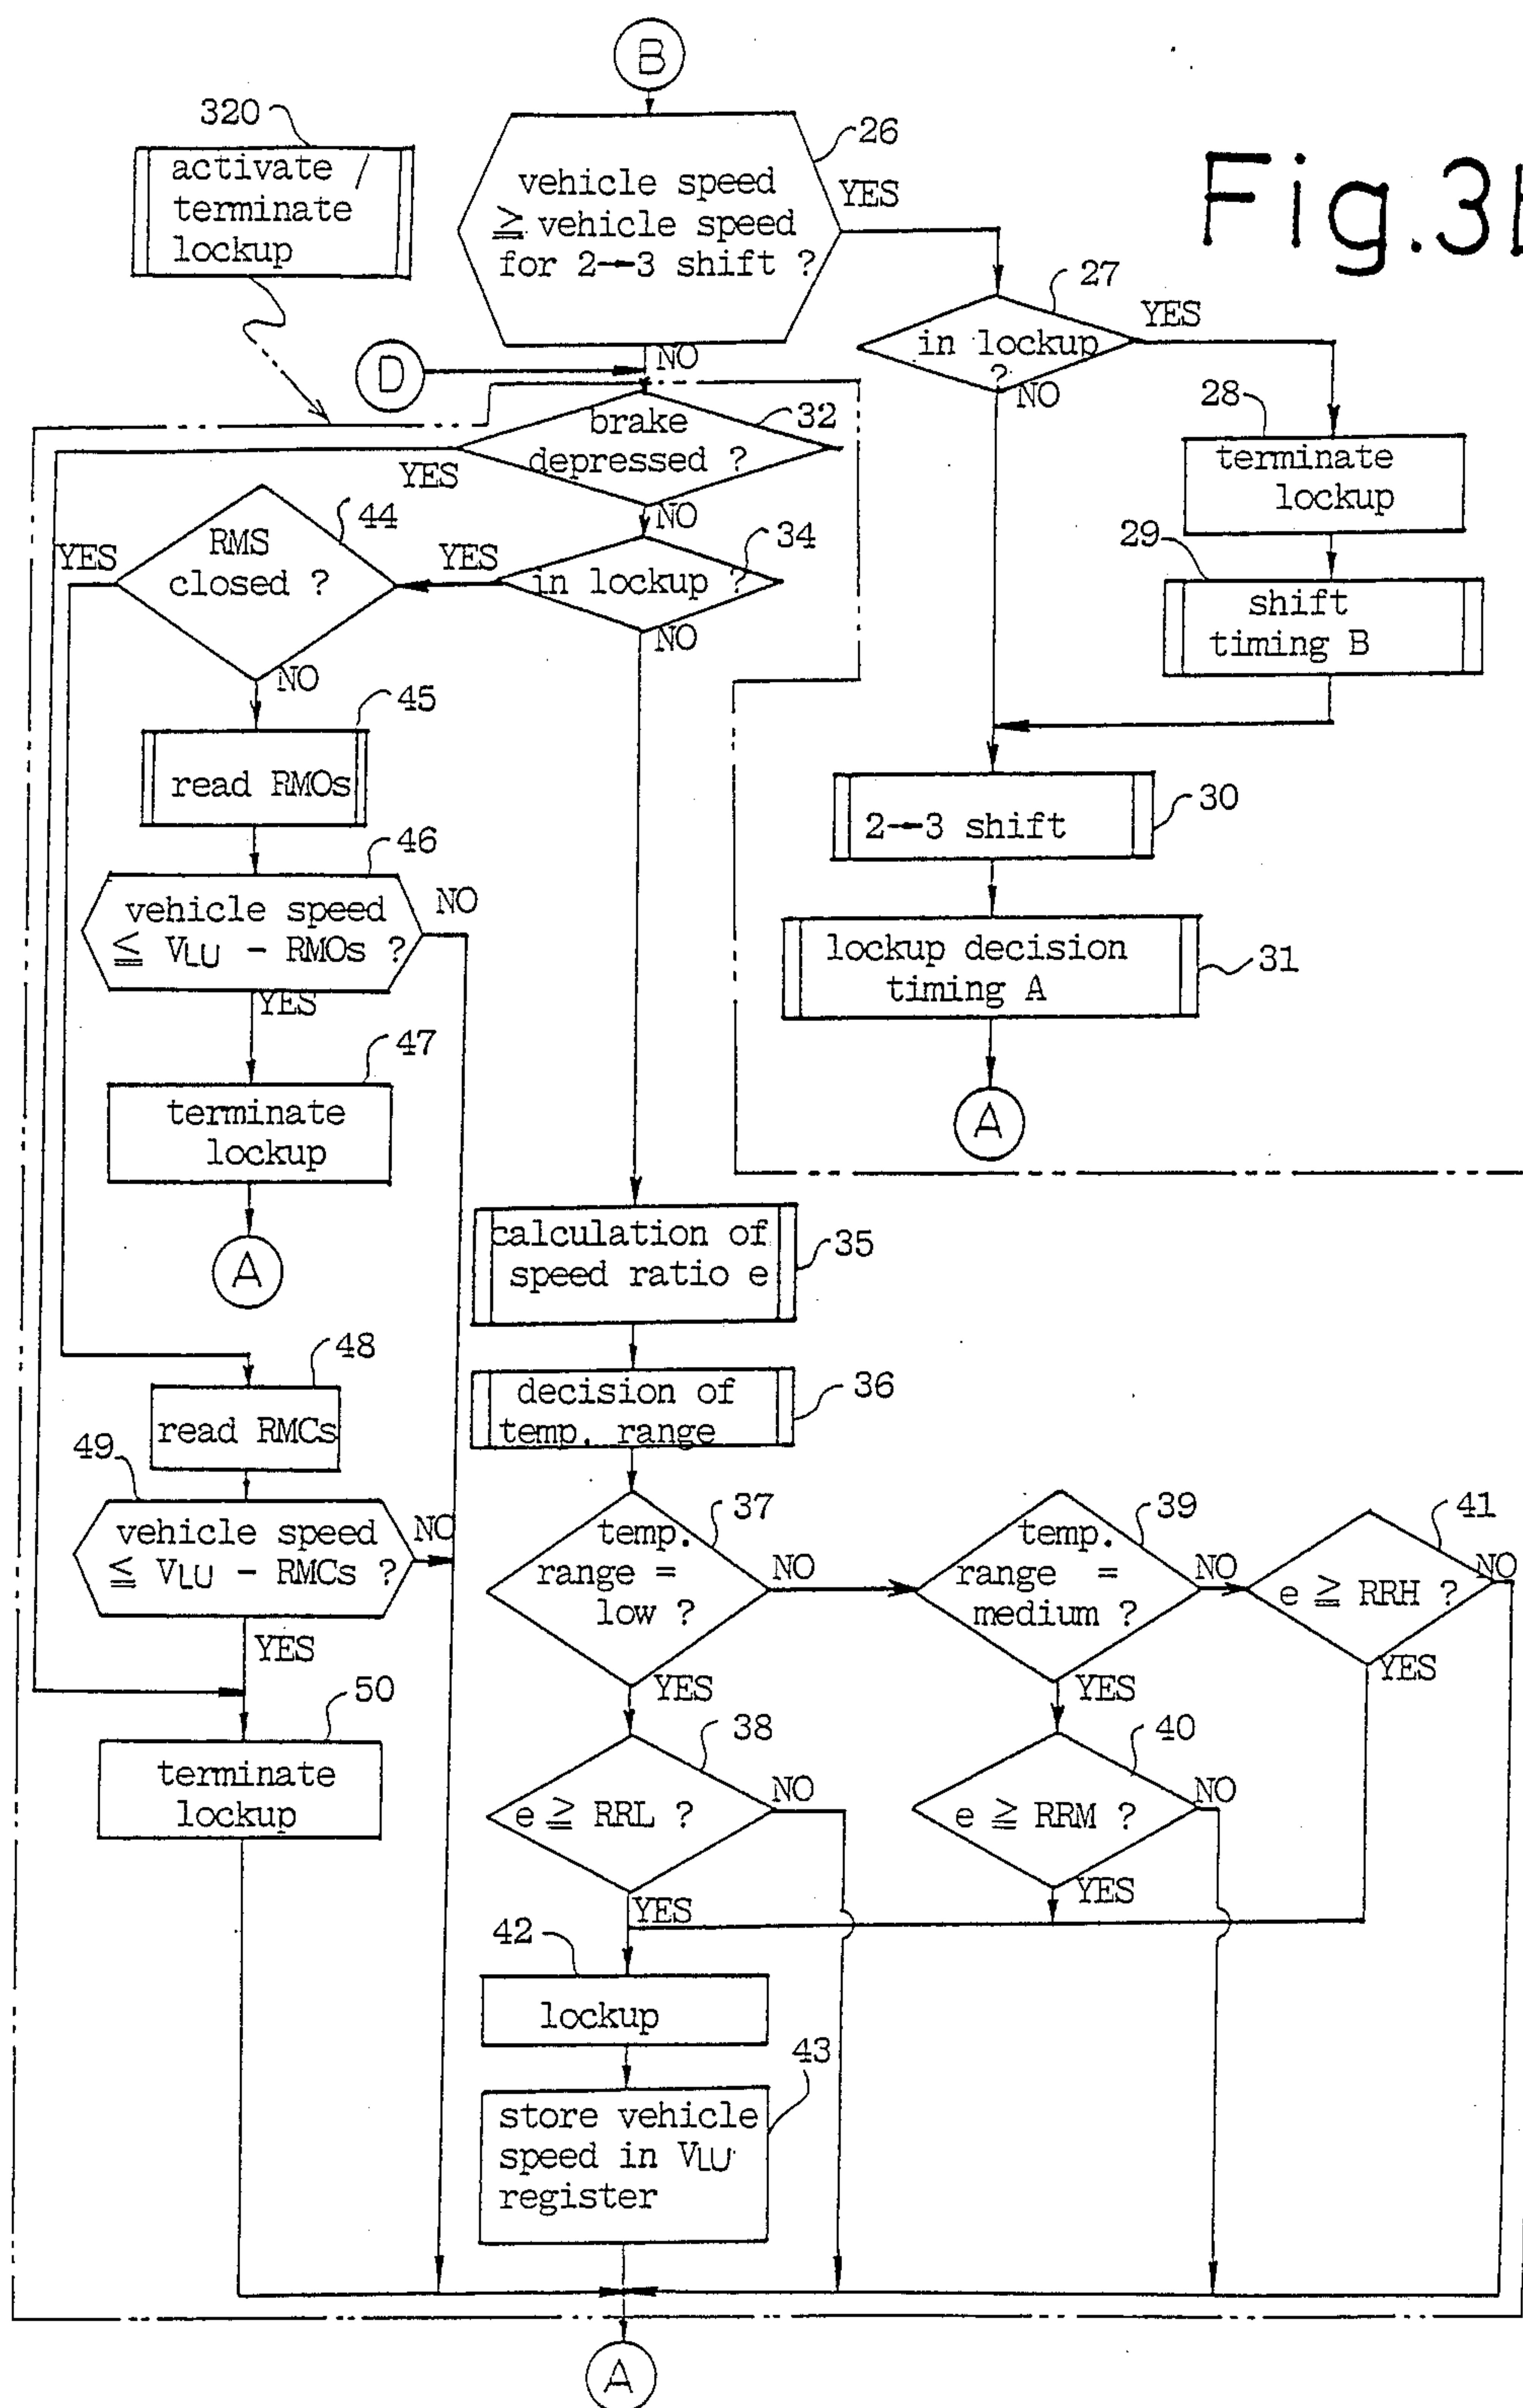 B
320
activate /
terminate
lockup
26
vehicle speed
≧ vehicle speed
for 2→3 shift ?
YES
NO
Fig.3
D
27
in lockup
?
YES
NO
28
terminate
lockup
29
shift
timing B
30
2→3 shift
31
lockup decision
timing A
A
32
brake
depressed ?
YES
NO
34
in lockup ?
YES
NO
44
RMS
closed ?
YES
NO
45
read RMOs
46
vehicle speed
≦ VLU - RMOs ?
NO
YES
47
terminate
lockup
A
48
read RMCs
49
vehicle speed
≦ VLU - RMCs ?
NO
YES
50
terminate
lockup
35
calculation of
speed ratio e
36
decision of
temp. range
37
temp.
range =
low ?
NO
YES
39
temp.
range =
medium ?
NO
YES
41
e ≧ RRH ?
NO
YES
38
e ≧ RRL ?
NO
YES
40
e ≧ RRM ?
NO
YES
42
lockup
43
store vehicle
speed in VLU
register
A